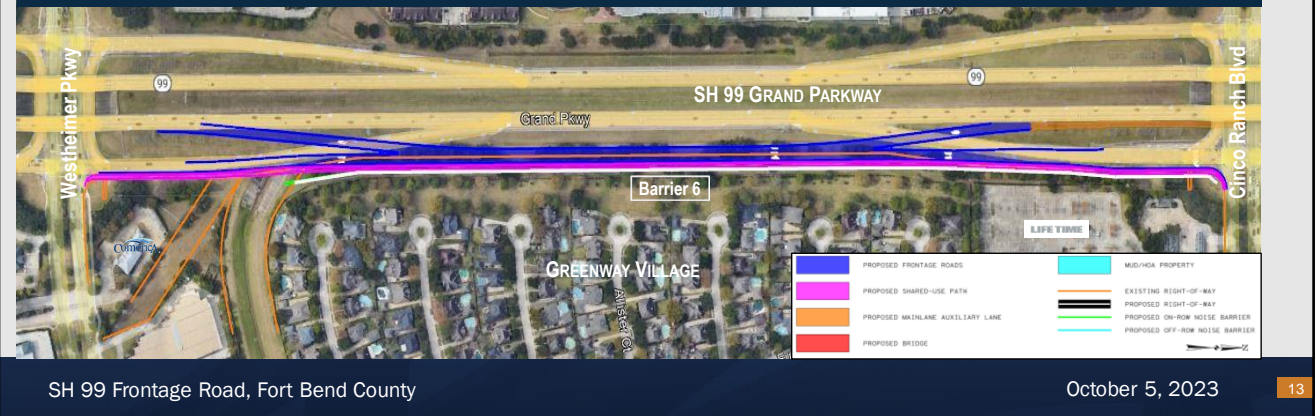 Westheimer Pkwy
99
SH 99 GRAND PARKWAY
99
Cinco Ranch Blvd
Grand Pkwy
Barrier 6
Comerica
LIFE TIME
GREENWAY VILLAGE
Allister Ct
PROPOSED FRONTAGE ROADS
PROPOSED SHARED-USE PATH
PROPOSED MAINLANE AUXILIARY LANE
PROPOSED BRIDGE
MUD/HOA PROPERTY
EXISTING RIGHT-OF-WAY
PROPOSED RIGHT-OF-WAY
PROPOSED ON-ROW NOISE BARRIER
PROPOSED OFF-ROW NOISE BARRIER
Z
SH 99 Frontage Road, Fort Bend County
October 5, 2023
13